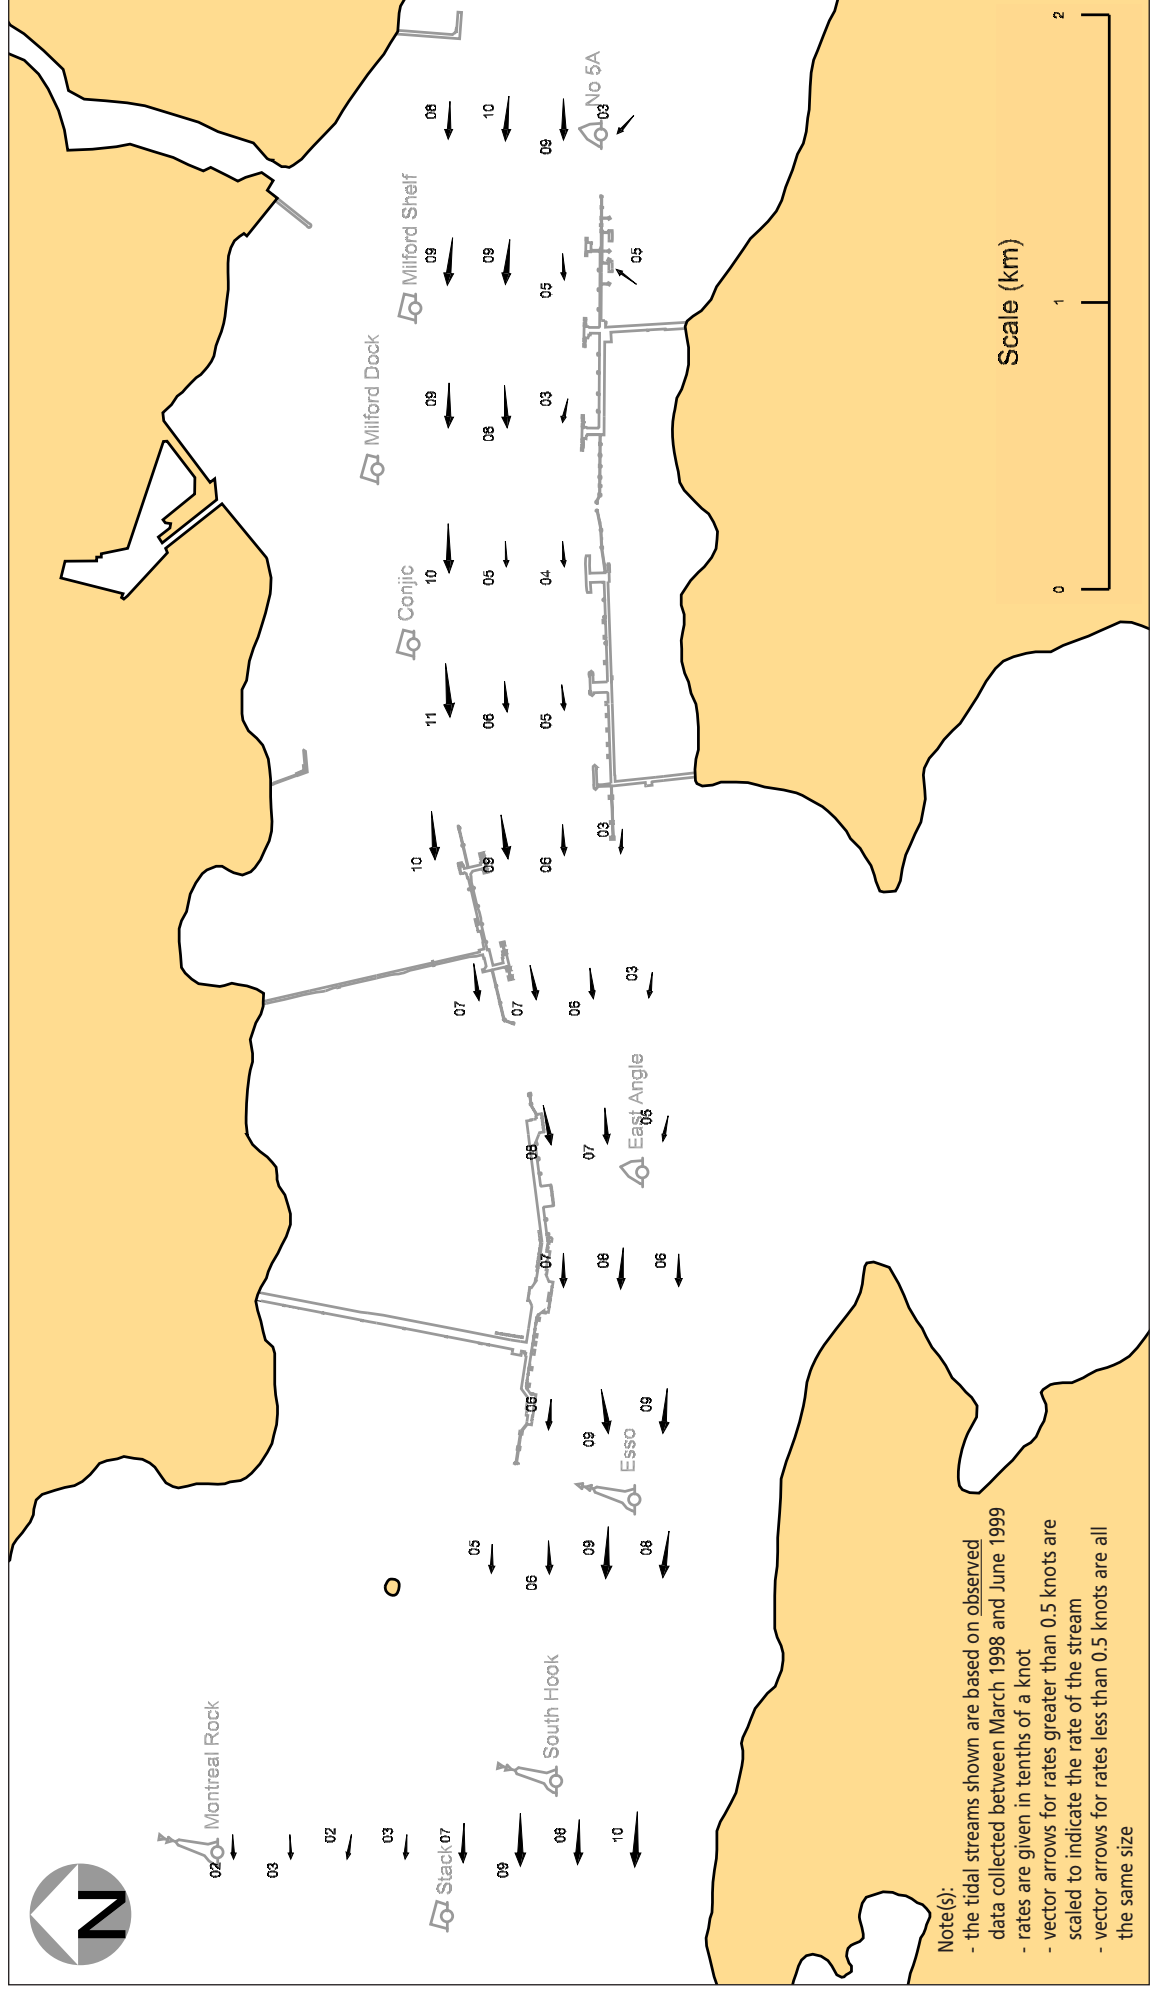 N
Montreal Rock
02
03
02
03
Milford Dock
Conjic
Milford Shelf
10
11
10
09
09
08
Stack
07
07
05
09
09
06
05
08
09
10
07
06
06
08
South Hook
07
06
05
04
03
05
09
08
06
09
09
07
No 5A
08
03
03
10
Esso
03
East Angle
05
08
09
05
06
Note(s):
- the tidal streams shown are based on observed
data collected between March 1998 and June 1999
- rates are given in tenths of a knot
- vector arrows for rates greater than 0.5 knots are
scaled to indicate the rate of the stream
- vector arrows for rates less than 0.5 knots are all
the same size
Scale (km)
0 1 2